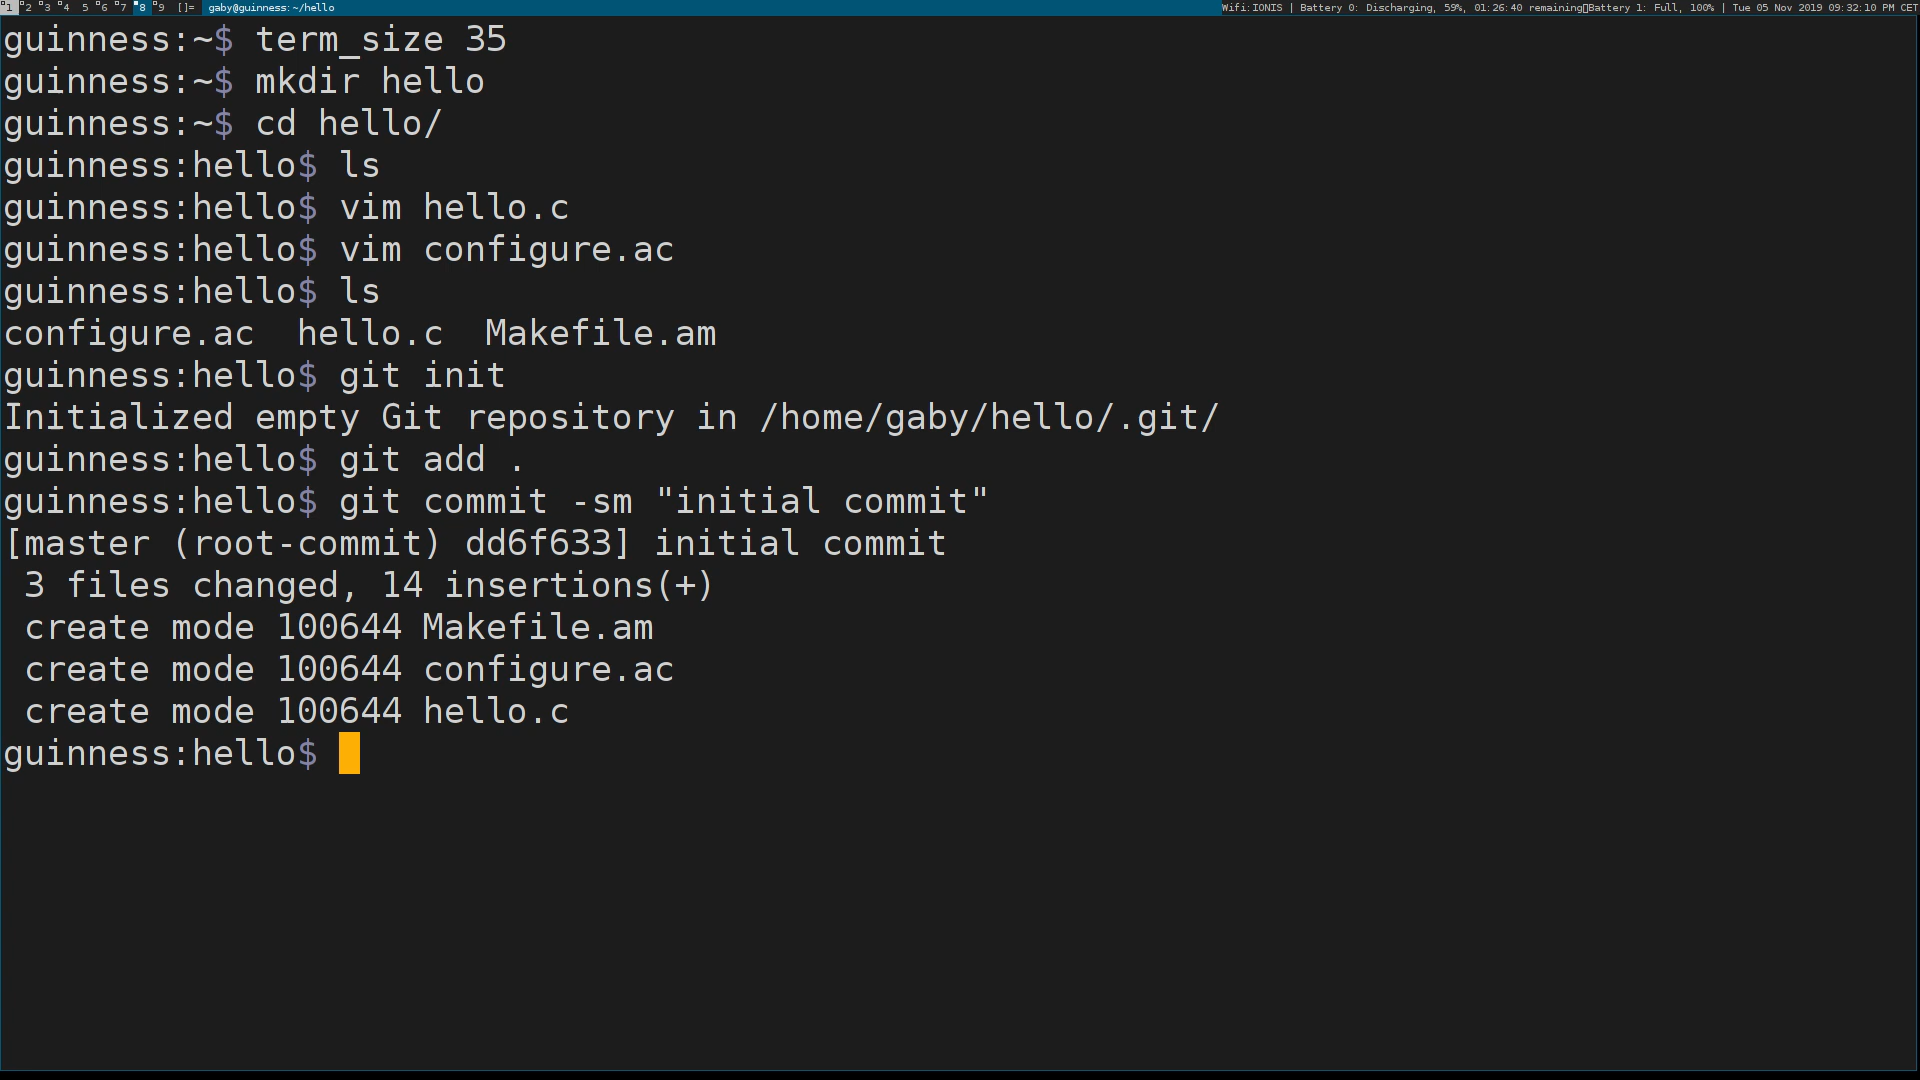 1 2 3 4 5 6 7 8 9 []= gaby@guinness:~/hello Wifi:IONIS | Battery 0: Discharging, 59%, 01:26:40 remaining▯Battery 1: Full, 100% | Tue 05 Nov 2019 09:32:10 PM CET
guinness:~$ term_size 35
guinness:~$ mkdir hello
guinness:~$ cd hello/
guinness:hello$ ls
guinness:hello$ vim hello.c
guinness:hello$ vim configure.ac
guinness:hello$ ls
configure.ac  hello.c  Makefile.am
guinness:hello$ git init
Initialized empty Git repository in /home/gaby/hello/.git/
guinness:hello$ git add .
guinness:hello$ git commit -sm "initial commit"
[master (root-commit) dd6f633] initial commit
 3 files changed, 14 insertions(+)
 create mode 100644 Makefile.am
 create mode 100644 configure.ac
 create mode 100644 hello.c
guinness:hello$